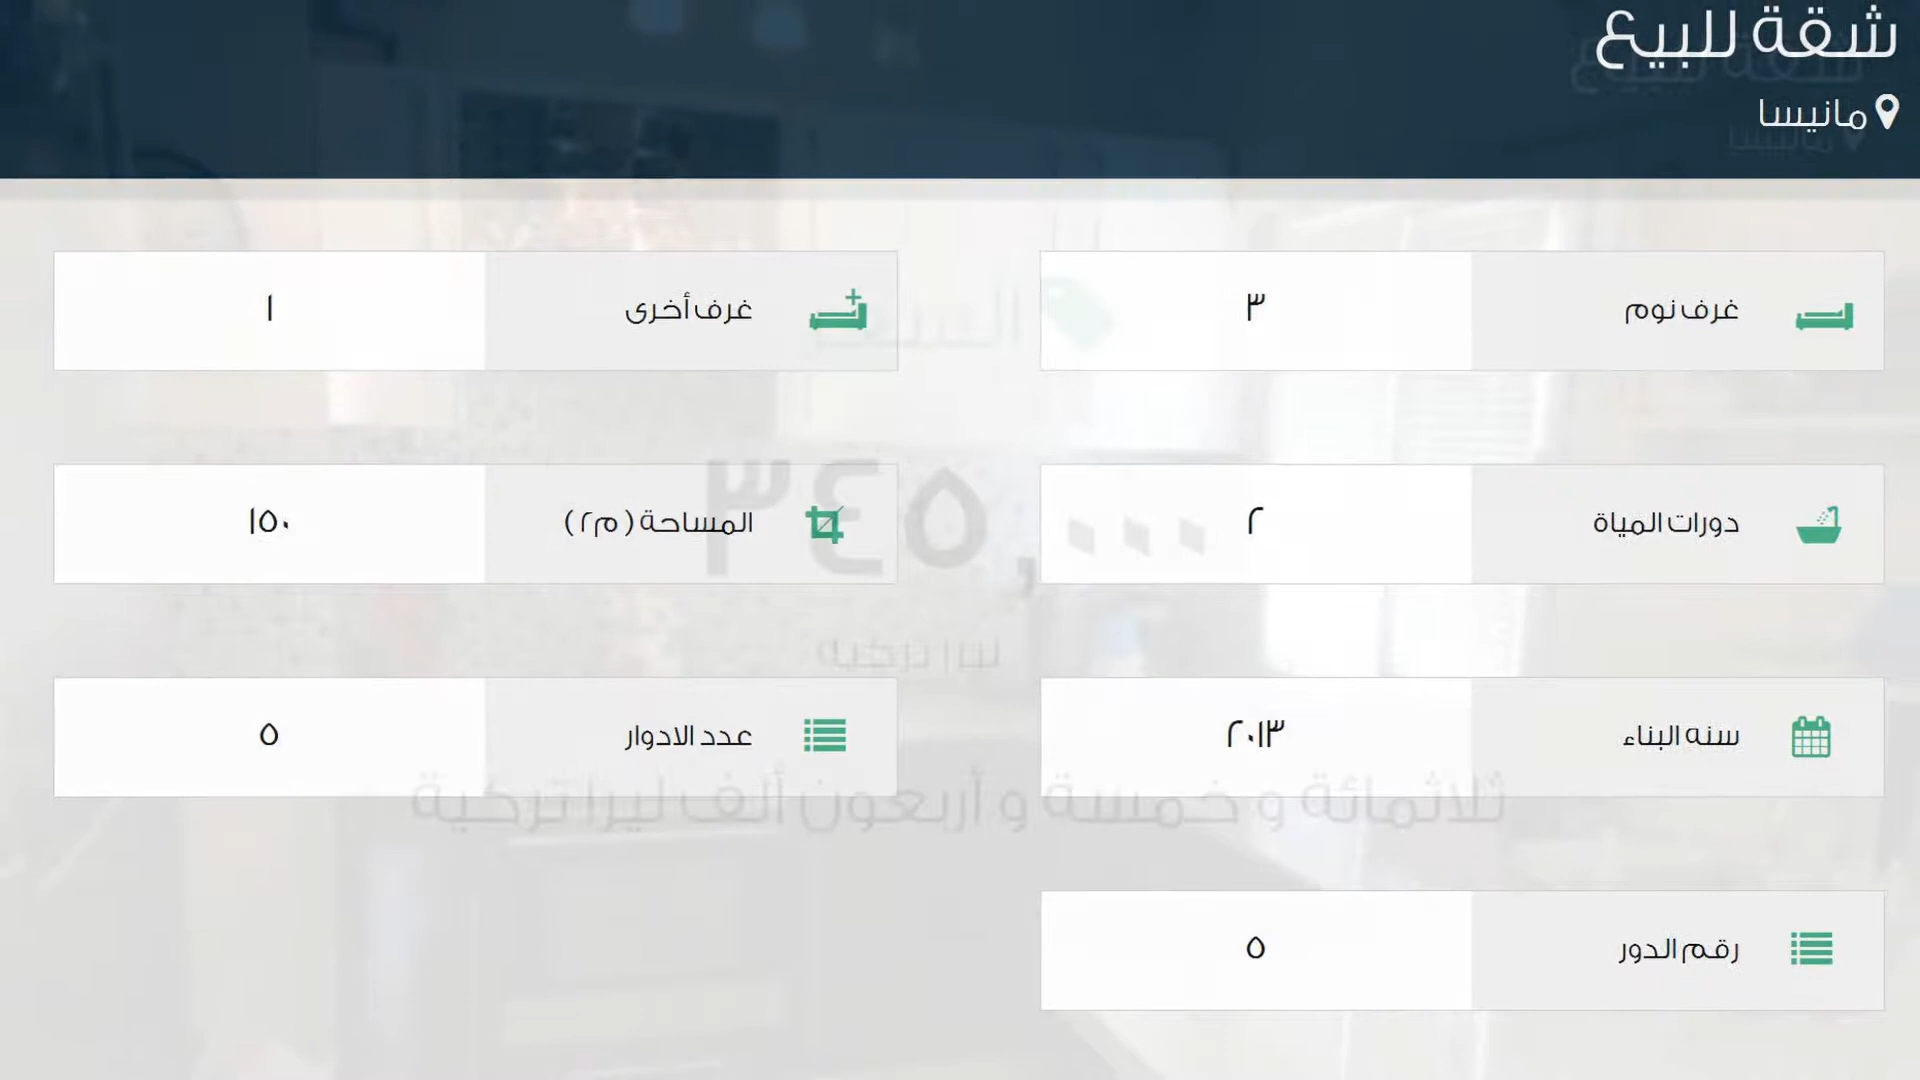 شقة للبيع
مانيسا
غرف نوم ٣
غرف أخرى ١
السعر
دورات المياة ٢
المساحة (م٢) ١٥٠
٣٤٥,٠٠٠
ليرا تركية
سنه البناء ٢٠١٣
عدد الادوار ٥
ثلاثمائة و خمسة و أربعون ألف ليرا تركية
رقم الدور ٥